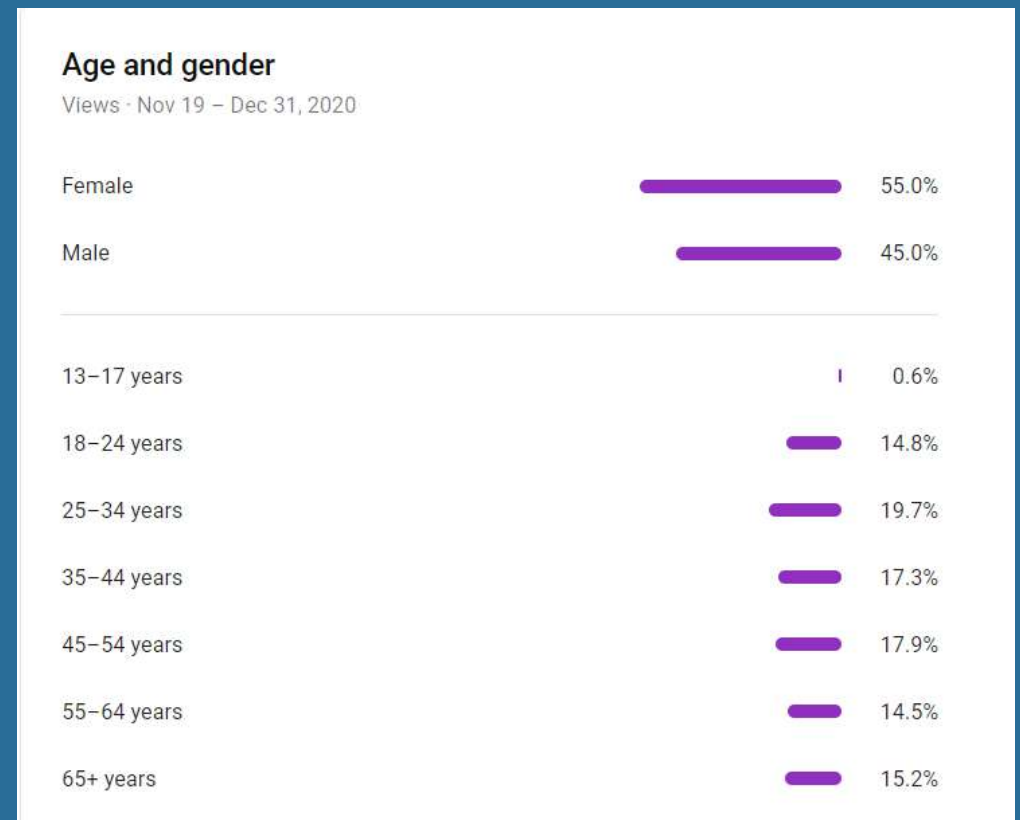 Age and gender
Views · Nov 19 – Dec 31, 2020
Female 55.0%
Male 45.0%
13–17 years 0.6%
18–24 years 14.8%
25–34 years 19.7%
35–44 years 17.3%
45–54 years 17.9%
55–64 years 14.5%
65+ years 15.2%